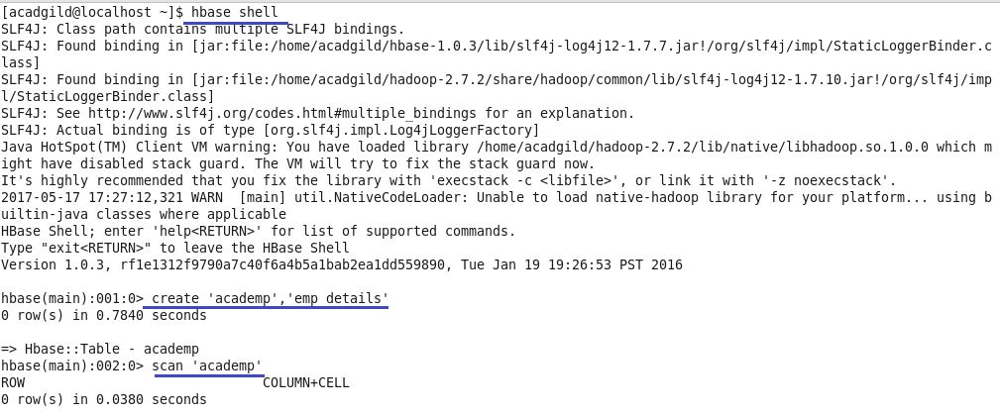 [acadgild@localhost ~]$ hbase shell
SLF4J: Class path contains multiple SLF4J bindings.
SLF4J: Found binding in [jar:file:/home/acadgild/hbase-1.0.3/lib/slf4j-log4j12-1.7.7.jar!/org/slf4j/impl/StaticLoggerBinder.c
lass]
SLF4J: Found binding in [jar:file:/home/acadgild/hadoop-2.7.2/share/hadoop/common/lib/slf4j-log4j12-1.7.10.jar!/org/slf4j/imp
l/StaticLoggerBinder.class]
SLF4J: See http://www.slf4j.org/codes.html#multiple_bindings for an explanation.
SLF4J: Actual binding is of type [org.slf4j.impl.Log4jLoggerFactory]
Java HotSpot(TM) Client VM warning: You have loaded library /home/acadgild/hadoop-2.7.2/lib/native/libhadoop.so.1.0.0 which m
ight have disabled stack guard. The VM will try to fix the stack guard now.
It's highly recommended that you fix the library with 'execstack -c <libfile>', or link it with '-z noexecstack'.
2017-05-17 17:27:12,321 WARN  [main] util.NativeCodeLoader: Unable to load native-hadoop library for your platform... using b
uiltin-java classes where applicable
HBase Shell; enter 'help<RETURN>' for list of supported commands.
Type "exit<RETURN>" to leave the HBase Shell
Version 1.0.3, rf1e1312f9790a7c40f6a4b5a1bab2ea1dd559890, Tue Jan 19 19:26:53 PST 2016
hbase(main):001:0> create 'academp','emp details'
0 row(s) in 0.7840 seconds
=> Hbase::Table - academp
hbase(main):002:0> scan 'academp'
ROW                              COLUMN+CELL
0 row(s) in 0.0380 seconds